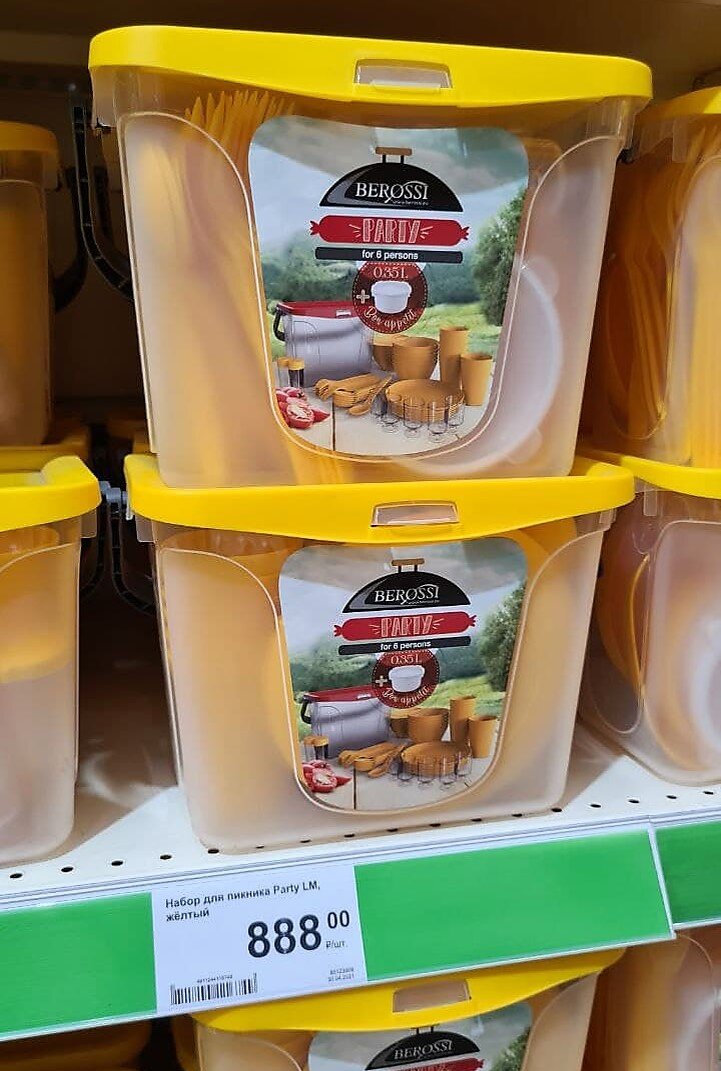 BEROSSI
PARTY
for 6 persons
0.35L
+
Bon appetit
BEROSSI
PARTY
for 6 persons
0.35L
+
Bon appetit
Набор для пикника Party LM,
жёлтый
888 00
₽/шт.
BEROSSI